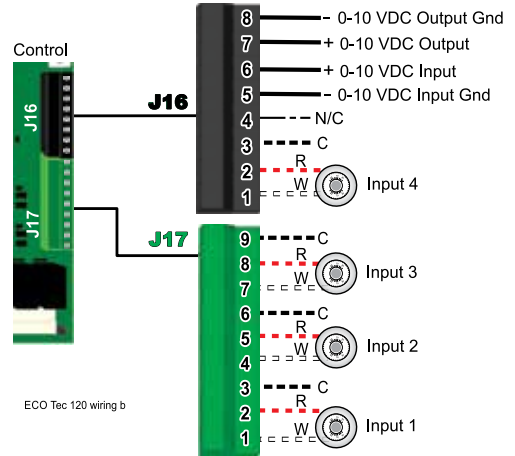 Control
J16
J17
J16
8 - 0-10 VDC Output Gnd
7 + 0-10 VDC Output
6 + 0-10 VDC Input
5 - 0-10 VDC Input Gnd
4 N/C
3 C
2 R
1 W
Input 4
J17
9 C
8 R
7 W
Input 3
6 C
5 R
4 W
Input 2
3 C
2 R
1 W
Input 1
ECO Tec 120 wiring b